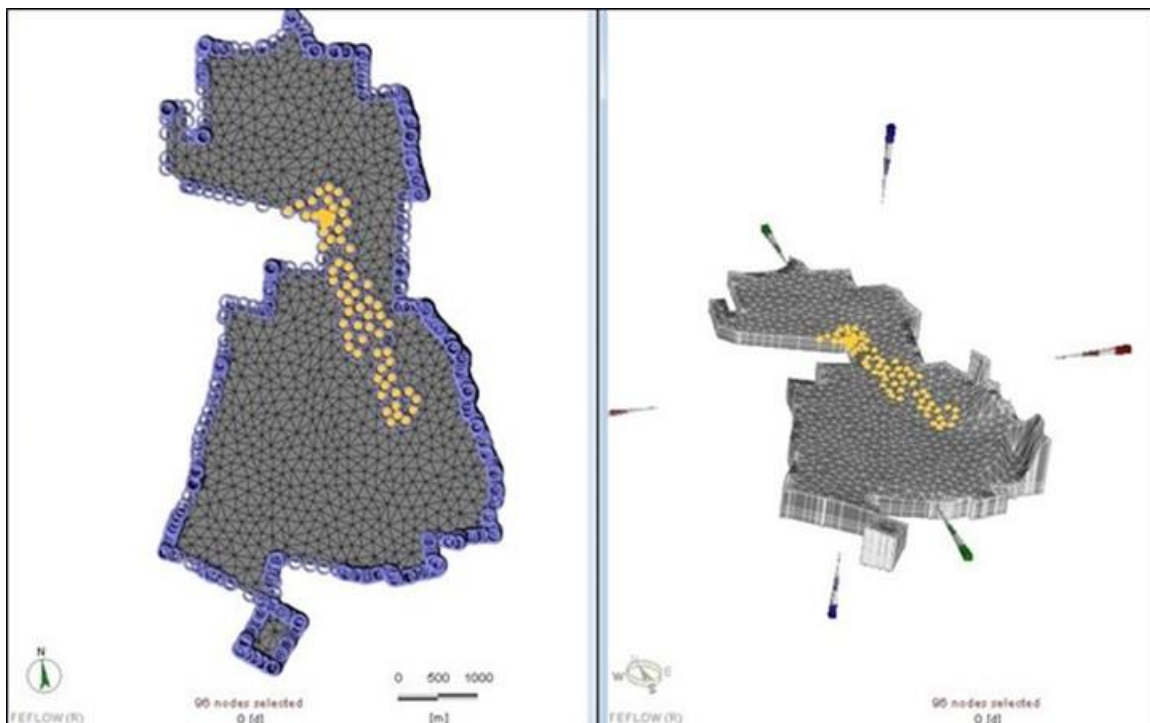 N
0 500 1000
96 nodes selected
FEFLOW (R)
0 [d]
[m]
W
E
S
96 nodes selected
FEFLOW (R)
0 [d]